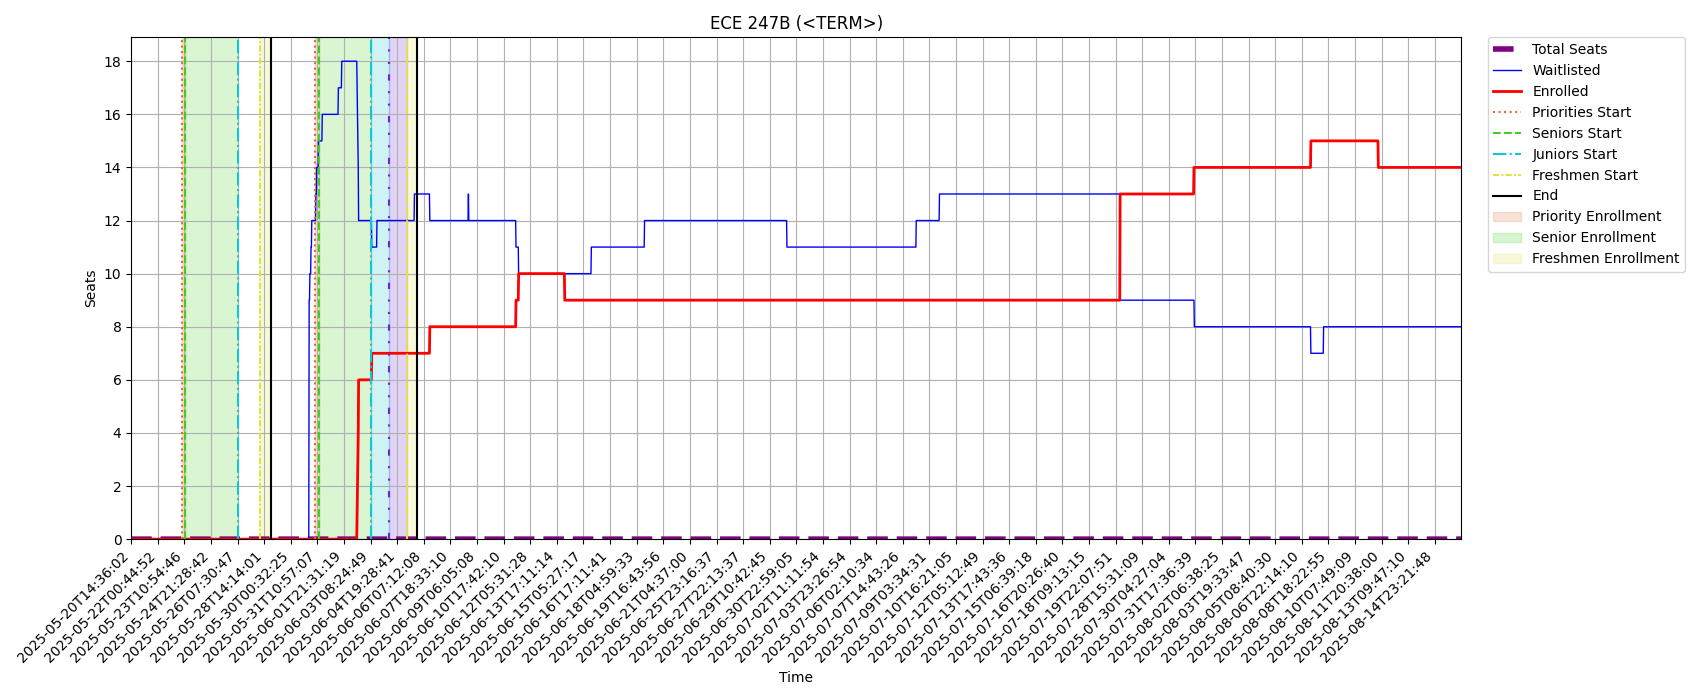 ECE 247B (<TERM>)
Total Seats
Waitlisted
Enrolled
Priorities Start
Seniors Start
Juniors Start
Freshmen Start
End
Priority Enrollment
Senior Enrollment
Freshmen Enrollment
Seats
18
16
14
12
10
8
6
4
2
0
2025-05-20T14:36:02
2025-05-22T00:44:52
2025-05-23T10:54:46
2025-05-24T21:28:42
2025-05-26T07:30:47
2025-05-28T14:14:01
2025-05-30T00:32:25
2025-05-31T10:57:07
2025-06-01T21:31:19
2025-06-03T08:24:49
2025-06-04T19:28:41
2025-06-06T07:12:08
2025-06-07T18:33:10
2025-06-09T06:05:08
2025-06-10T17:42:10
2025-06-12T05:31:28
2025-06-13T17:11:14
2025-06-15T05:27:17
2025-06-16T17:11:41
2025-06-18T04:59:33
2025-06-19T16:43:56
2025-06-21T04:37:00
2025-06-25T23:16:37
2025-06-27T22:13:37
2025-06-29T10:42:45
2025-06-30T22:59:05
2025-07-02T11:11:54
2025-07-03T23:26:54
2025-07-06T02:10:34
2025-07-07T14:43:26
2025-07-09T03:34:31
2025-07-10T16:21:05
2025-07-12T05:12:49
2025-07-13T17:43:36
2025-07-15T06:39:18
2025-07-16T20:26:40
2025-07-18T09:13:15
2025-07-19T22:07:51
2025-07-28T15:31:09
2025-07-30T04:27:04
2025-07-31T17:36:39
2025-08-02T06:38:25
2025-08-03T19:33:47
2025-08-05T08:40:30
2025-08-06T22:14:10
2025-08-08T18:22:55
2025-08-10T07:49:09
2025-08-11T20:38:00
2025-08-13T09:47:10
2025-08-14T23:21:48
Time